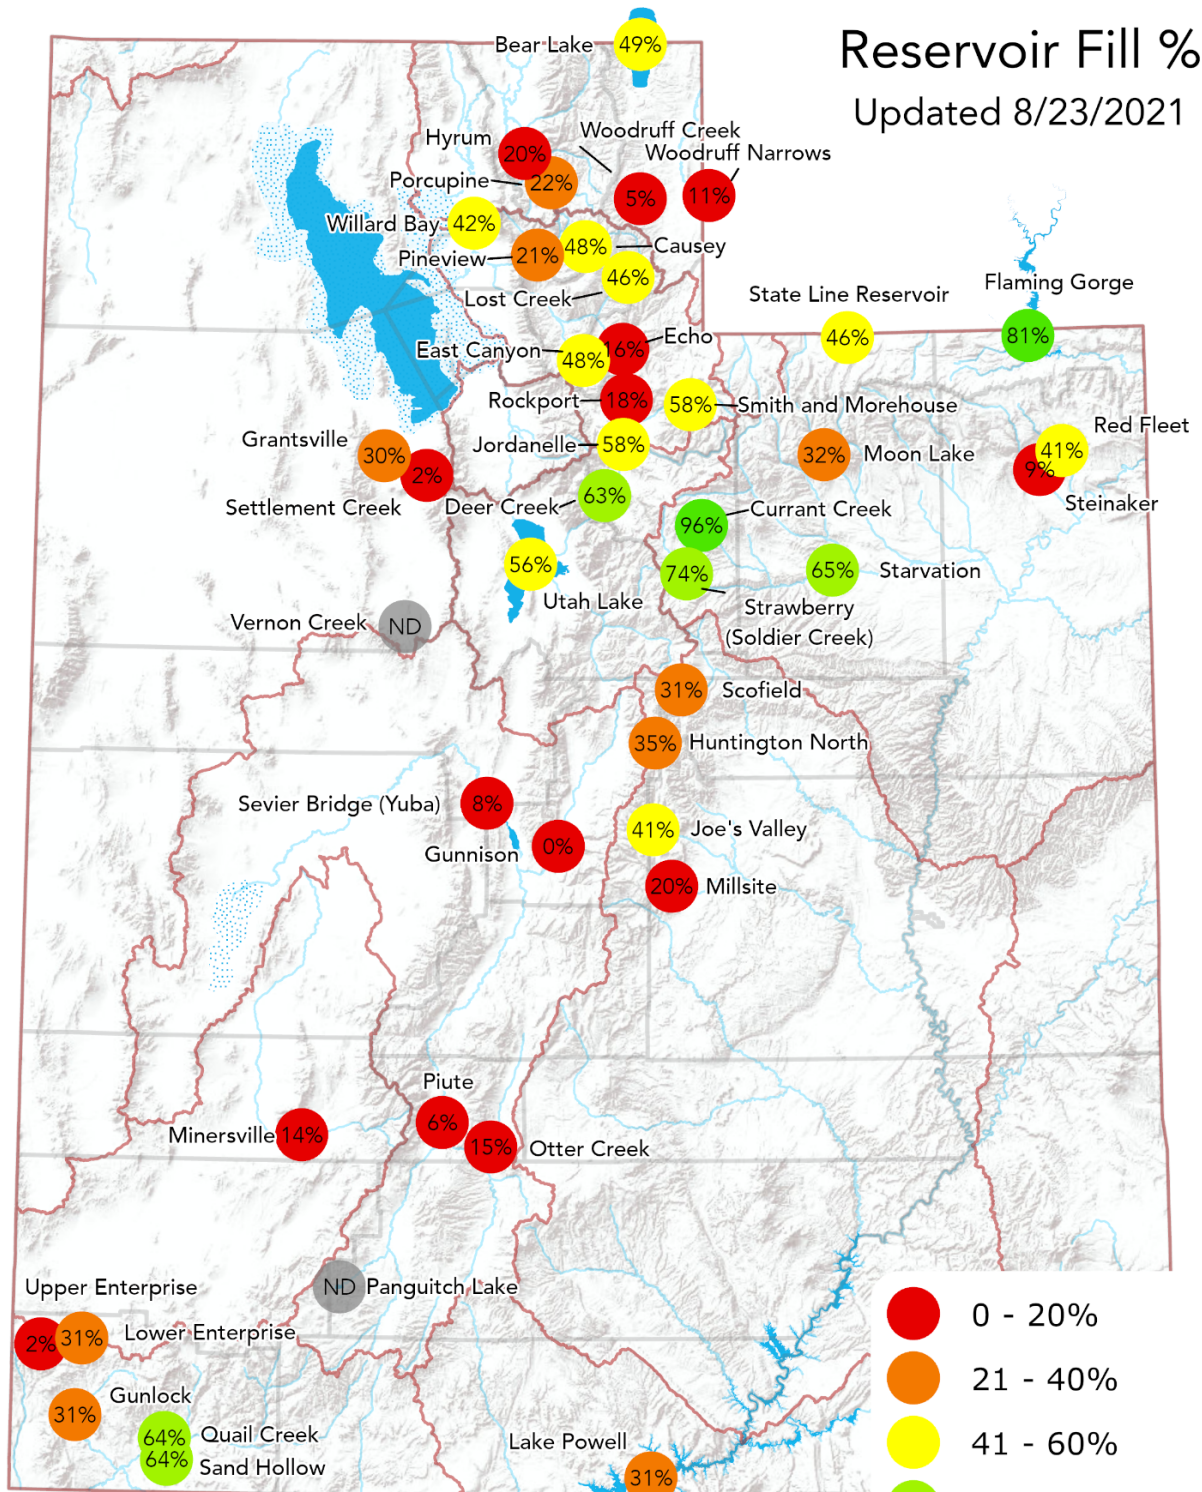 Reservoir Fill %
Updated 8/23/2021
Bear Lake
49%
Hyrum
20%
Woodruff Creek
5%
Woodruff Narrows
11%
Porcupine
22%
Willard Bay
42%
Pineview
21%
48%
Causey
Lost Creek
46%
State Line Reservoir
46%
Flaming Gorge
81%
East Canyon
48%
16%
Echo
Rockport
18%
58%
Smith and Morehouse
Jordanelle
58%
Grantsville
30%
2%
Settlement Creek
Deer Creek
63%
32%
Moon Lake
Red Fleet
41%
9%
Steinaker
96%
Currant Creek
56%
Utah Lake
74%
Strawberry
(Soldier Creek)
65%
Starvation
Vernon Creek
ND
31%
Scofield
35%
Huntington North
Sevier Bridge (Yuba)
8%
Gunnison
0%
41%
Joe's Valley
20%
Millsite
Piute
6%
Minersville
14%
15%
Otter Creek
ND
Panguitch Lake
Upper Enterprise
2%
31%
Lower Enterprise
Gunlock
31%
64%
Quail Creek
64%
Sand Hollow
Lake Powell
31%
0 - 20%
21 - 40%
41 - 60%